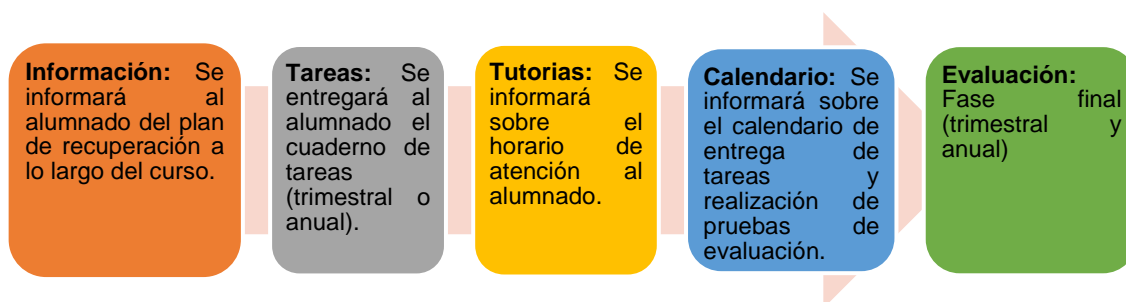 Información: Se
informará al
alumnado del plan
de recuperación a
lo largo del curso.
Tareas: Se
entregará al
alumnado el
cuaderno de
tareas
(trimestral o
anual).
Tutorias: Se
informará
sobre el
horario de
atención al
alumnado.
Calendario: Se
informará sobre
el calendario de
entrega de
tareas y
realización de
pruebas de
evaluación.
Evaluación:
Fase final
(trimestral y
anual)